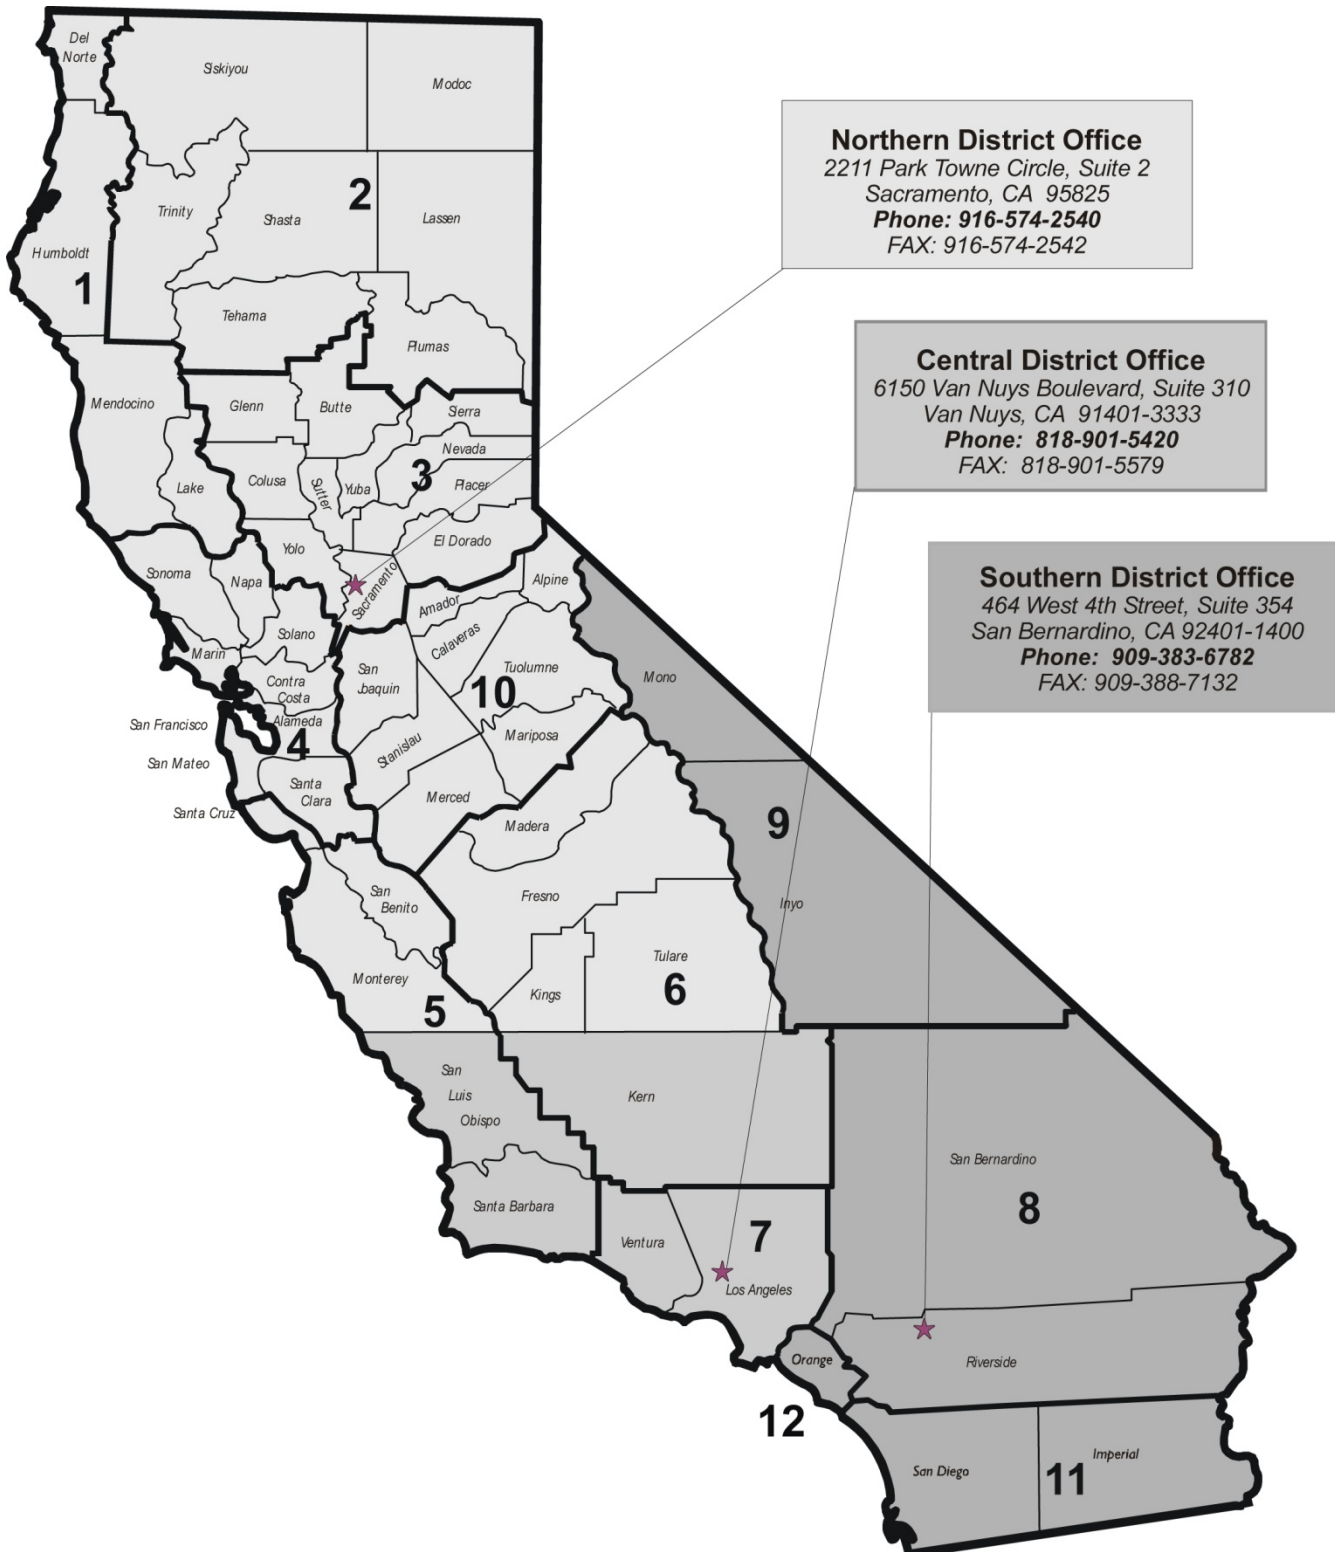 Del
Norte
Siskiyou
Modoc
Northern District Office
2211 Park Towne Circle, Suite 2
Sacramento, CA 95825
Phone: 916-574-2540
FAX: 916-574-2542
Trinity
Shasta
2
Lassen
Humboldt
1
Tehama
Plumas
Central District Office
6150 Van Nuys Boulevard, Suite 310
Van Nuys, CA 91401-3333
Phone: 818-901-5420
FAX: 818-901-5579
Mendocino
Glenn
Butte
Sierra
Nevada
Lake
Colusa
Sutter
Yuba
3
Placer
Yolo
El Dorado
Sonoma
Napa
Sacramento
Alpine
Amador
Southern District Office
464 West 4th Street, Suite 354
San Bernardino, CA 92401-1400
Phone: 909-383-6782
FAX: 909-388-7132
Solano
Calaveras
Marin
San
Joaquin
Tuolumne
Mono
Contra
Costa
10
San Francisco
Alameda
4
Stanislau
Mariposa
San Mateo
Santa
Clara
Merced
Santa Cruz
Madera
9
San
Benito
Fresno
Inyo
Monterey
Tulare
5
Kings
6
San
Luis
Obispo
Kern
San Bernardino
8
Santa Barbara
Ventura
7
Los Angeles
Orange
Riverside
12
San Diego
11
Imperial